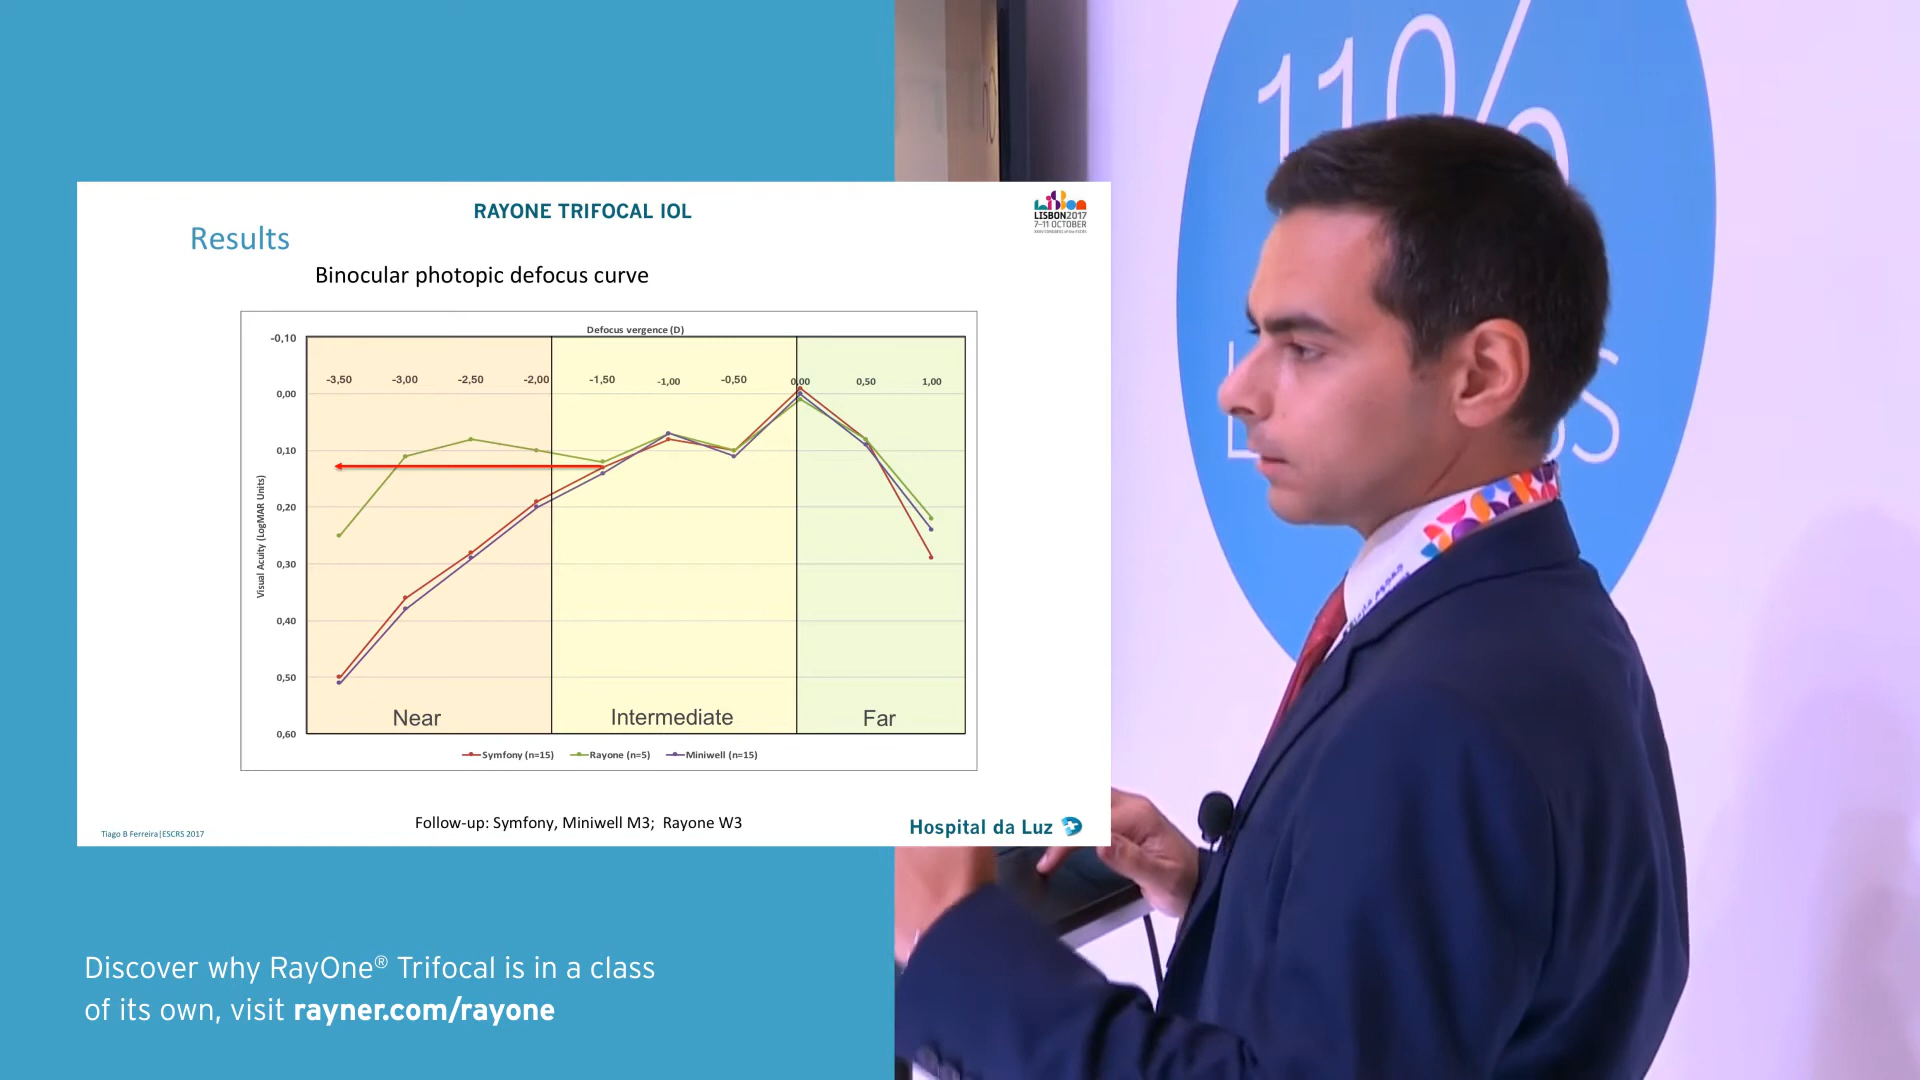 RAYONE TRIFOCAL IOL
LISBON2017
7–11 OCTOBER
Results
Binocular photopic defocus curve
Defocus vergence (D)
-0,10
-3,50 -3,00 -2,50 -2,00 -1,50 -1,00 -0,50 0,00 0,50 1,00
0,00
0,10
0,20
0,30
0,40
0,50
0,60
Visual Acuity (LogMAR Units)
Near Intermediate Far
Symfony (n=15) Rayone (n=5) Miniwell (n=15)
Follow-up: Symfony, Miniwell M3; Rayone W3
Tiago B Ferreira|ESCRS 2017
Hospital da Luz
Discover why RayOne® Trifocal is in a class
of its own, visit rayner.com/rayone
11%